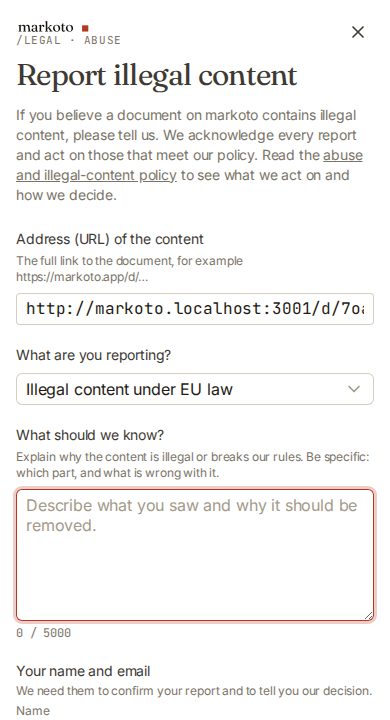 markoto
/LEGAL · ABUSE
Report illegal content
If you believe a document on markoto contains illegal
content, please tell us. We acknowledge every report
and act on those that meet our policy. Read the abuse
and illegal-content policy to see what we act on and
how we decide.
Address (URL) of the content
The full link to the document, for example
https://markoto.app/d/...
http://markoto.localhost:3001/d/7oa
What are you reporting?
Illegal content under EU law
What should we know?
Explain why the content is illegal or breaks our rules. Be specific:
which part, and what is wrong with it.
Describe what you saw and why it should be
removed.
0 / 5000
Your name and email
We need them to confirm your report and to tell you our decision.
Name